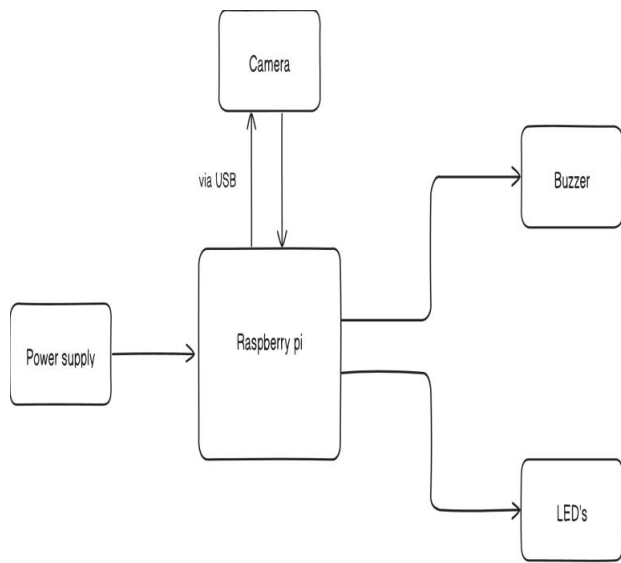 Camera
via USB
Buzzer
Raspberry pi
Power supply
LED's